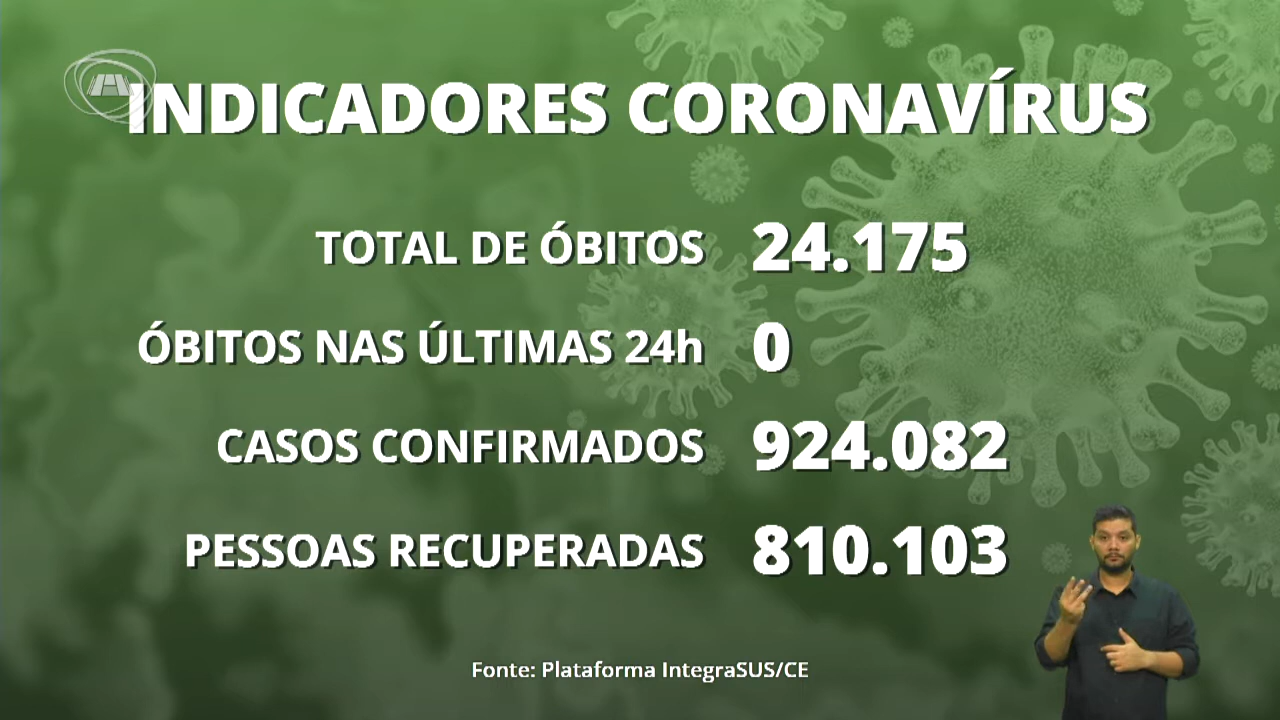 INDICADORES CORONAVÍRUS
TOTAL DE ÓBITOS 24.175
ÓBITOS NAS ÚLTIMAS 24h 0
CASOS CONFIRMADOS 924.082
PESSOAS RECUPERADAS 810.103
Fonte: Plataforma IntegraSUS/CE